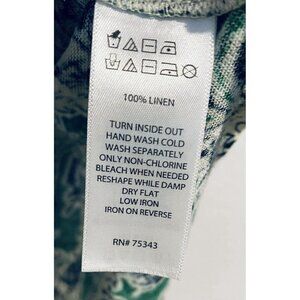 100% LINEN
TURN INSIDE OUT
HAND WASH COLD
WASH SEPARATELY
ONLY NON-CHLORINE
BLEACH WHEN NEEDED
RESHAPE WHILE DAMP
DRY FLAT
LOW IRON
IRON ON REVERSE
RN# 75343